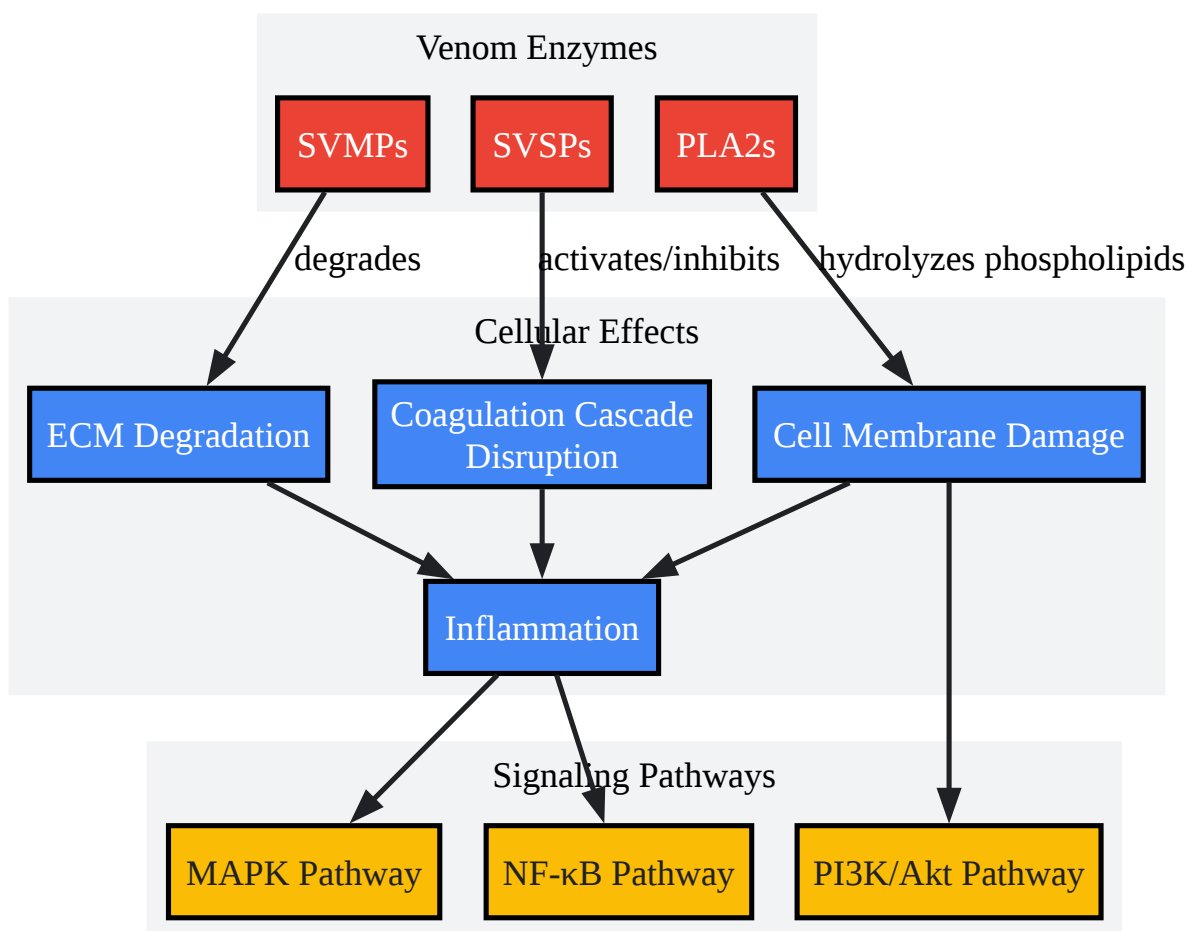 Venom Enzymes
SVMPs
SVSPs
PLA2s
degrades
activates/inhibits
hydrolyzes phospholipids
Cellular Effects
ECM Degradation
Coagulation Cascade
Disruption
Cell Membrane Damage
Inflammation
Signaling Pathways
MAPK Pathway
NF-κB Pathway
PI3K/Akt Pathway